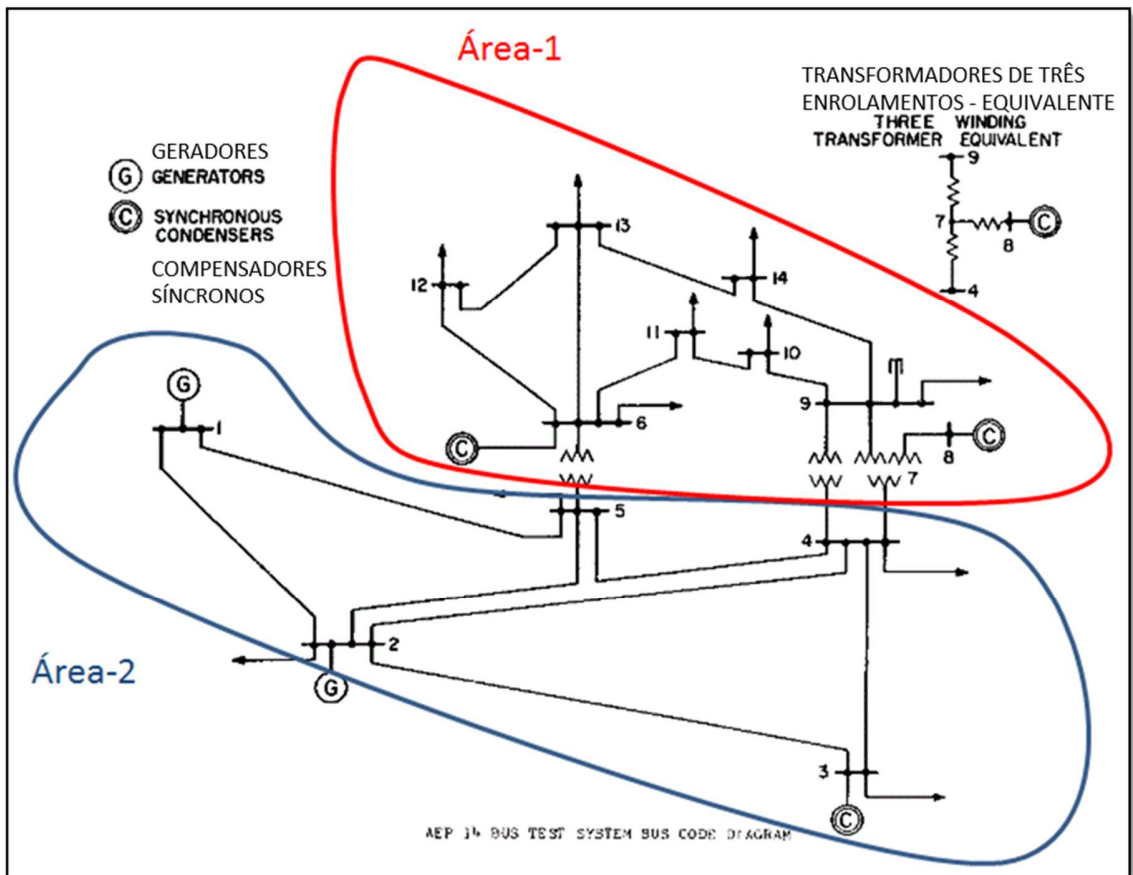 Área-1
TRANSFORMADORES DE TRÊS
ENROLAMENTOS - EQUIVALENTE
THREE WINDING
TRANSFORMER EQUIVALENT
9
7
C
8
4
GERADORES
G GENERATORS
C SYNCHRONOUS
CONDENSERS
COMPENSADORES
SÍNCRONOS
13
14
12
11
10
9
G
1
6
C
C
8
7
5
4
2
Área-2
G
3
C
AEP 14 BUS TEST SYSTEM BUS CODE DIAGRAM